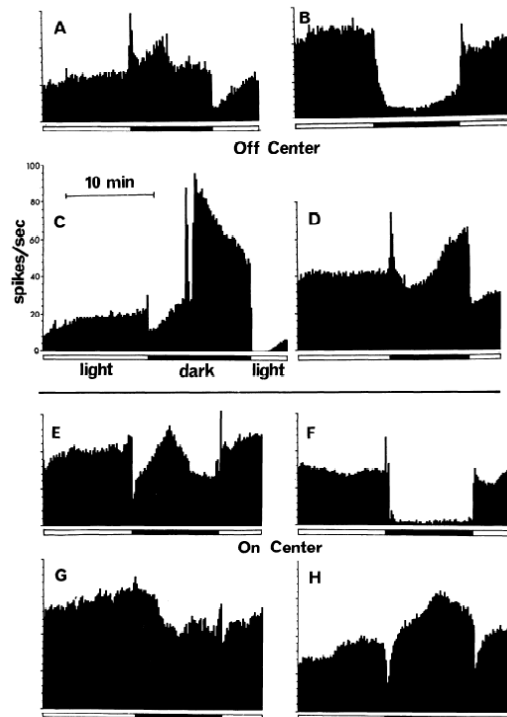 A
B
Off Center
100
80
60
40
20
0
spikes/sec
10 min
C
D
light dark light
E
F
On Center
G
H